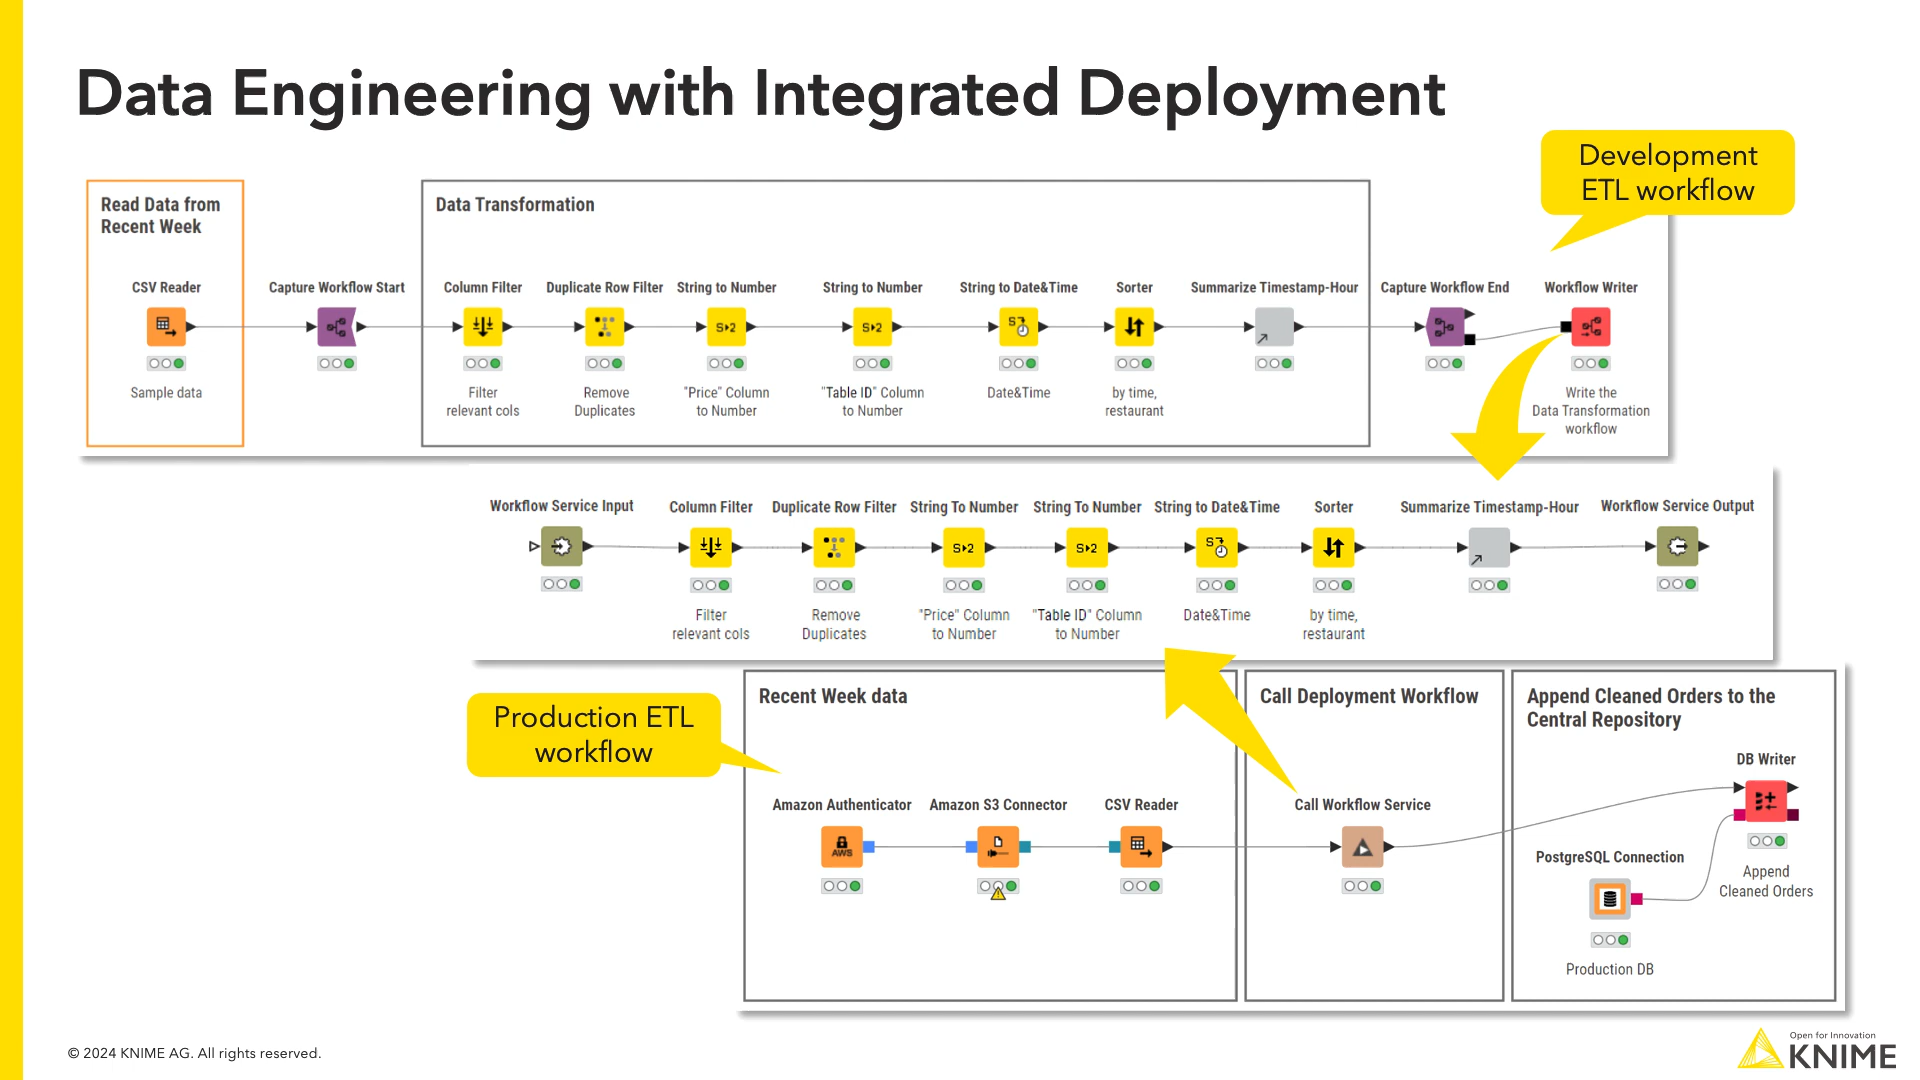 Data Engineering with Integrated Deployment
Development
ETL workflow
Read Data from
Recent Week
Data Transformation
CSV Reader
Capture Workflow Start
Column Filter
Duplicate Row Filter
String to Number
String to Number
String to Date&Time
Sorter
Summarize Timestamp-Hour
Capture Workflow End
Workflow Writer
S▸2
S▸2
S
Sample data
Filter
relevant cols
Remove
Duplicates
"Price" Column
to Number
"Table ID" Column
to Number
Date&Time
by time,
restaurant
Write the
Data Transformation
workflow
Workflow Service Input
Column Filter
Duplicate Row Filter
String To Number
String To Number
String to Date&Time
Sorter
Summarize Timestamp-Hour
Workflow Service Output
S▸2
S▸2
S
Filter
relevant cols
Remove
Duplicates
"Price" Column
to Number
"Table ID" Column
to Number
Date&Time
by time,
restaurant
Production ETL
workflow
Recent Week data
Amazon Authenticator
Amazon S3 Connector
CSV Reader
AWS
Call Deployment Workflow
Call Workflow Service
Append Cleaned Orders to the
Central Repository
DB Writer
Append
Cleaned Orders
PostgreSQL Connection
Production DB
© 2024 KNIME AG. All rights reserved.
Open for Innovation
KNIME